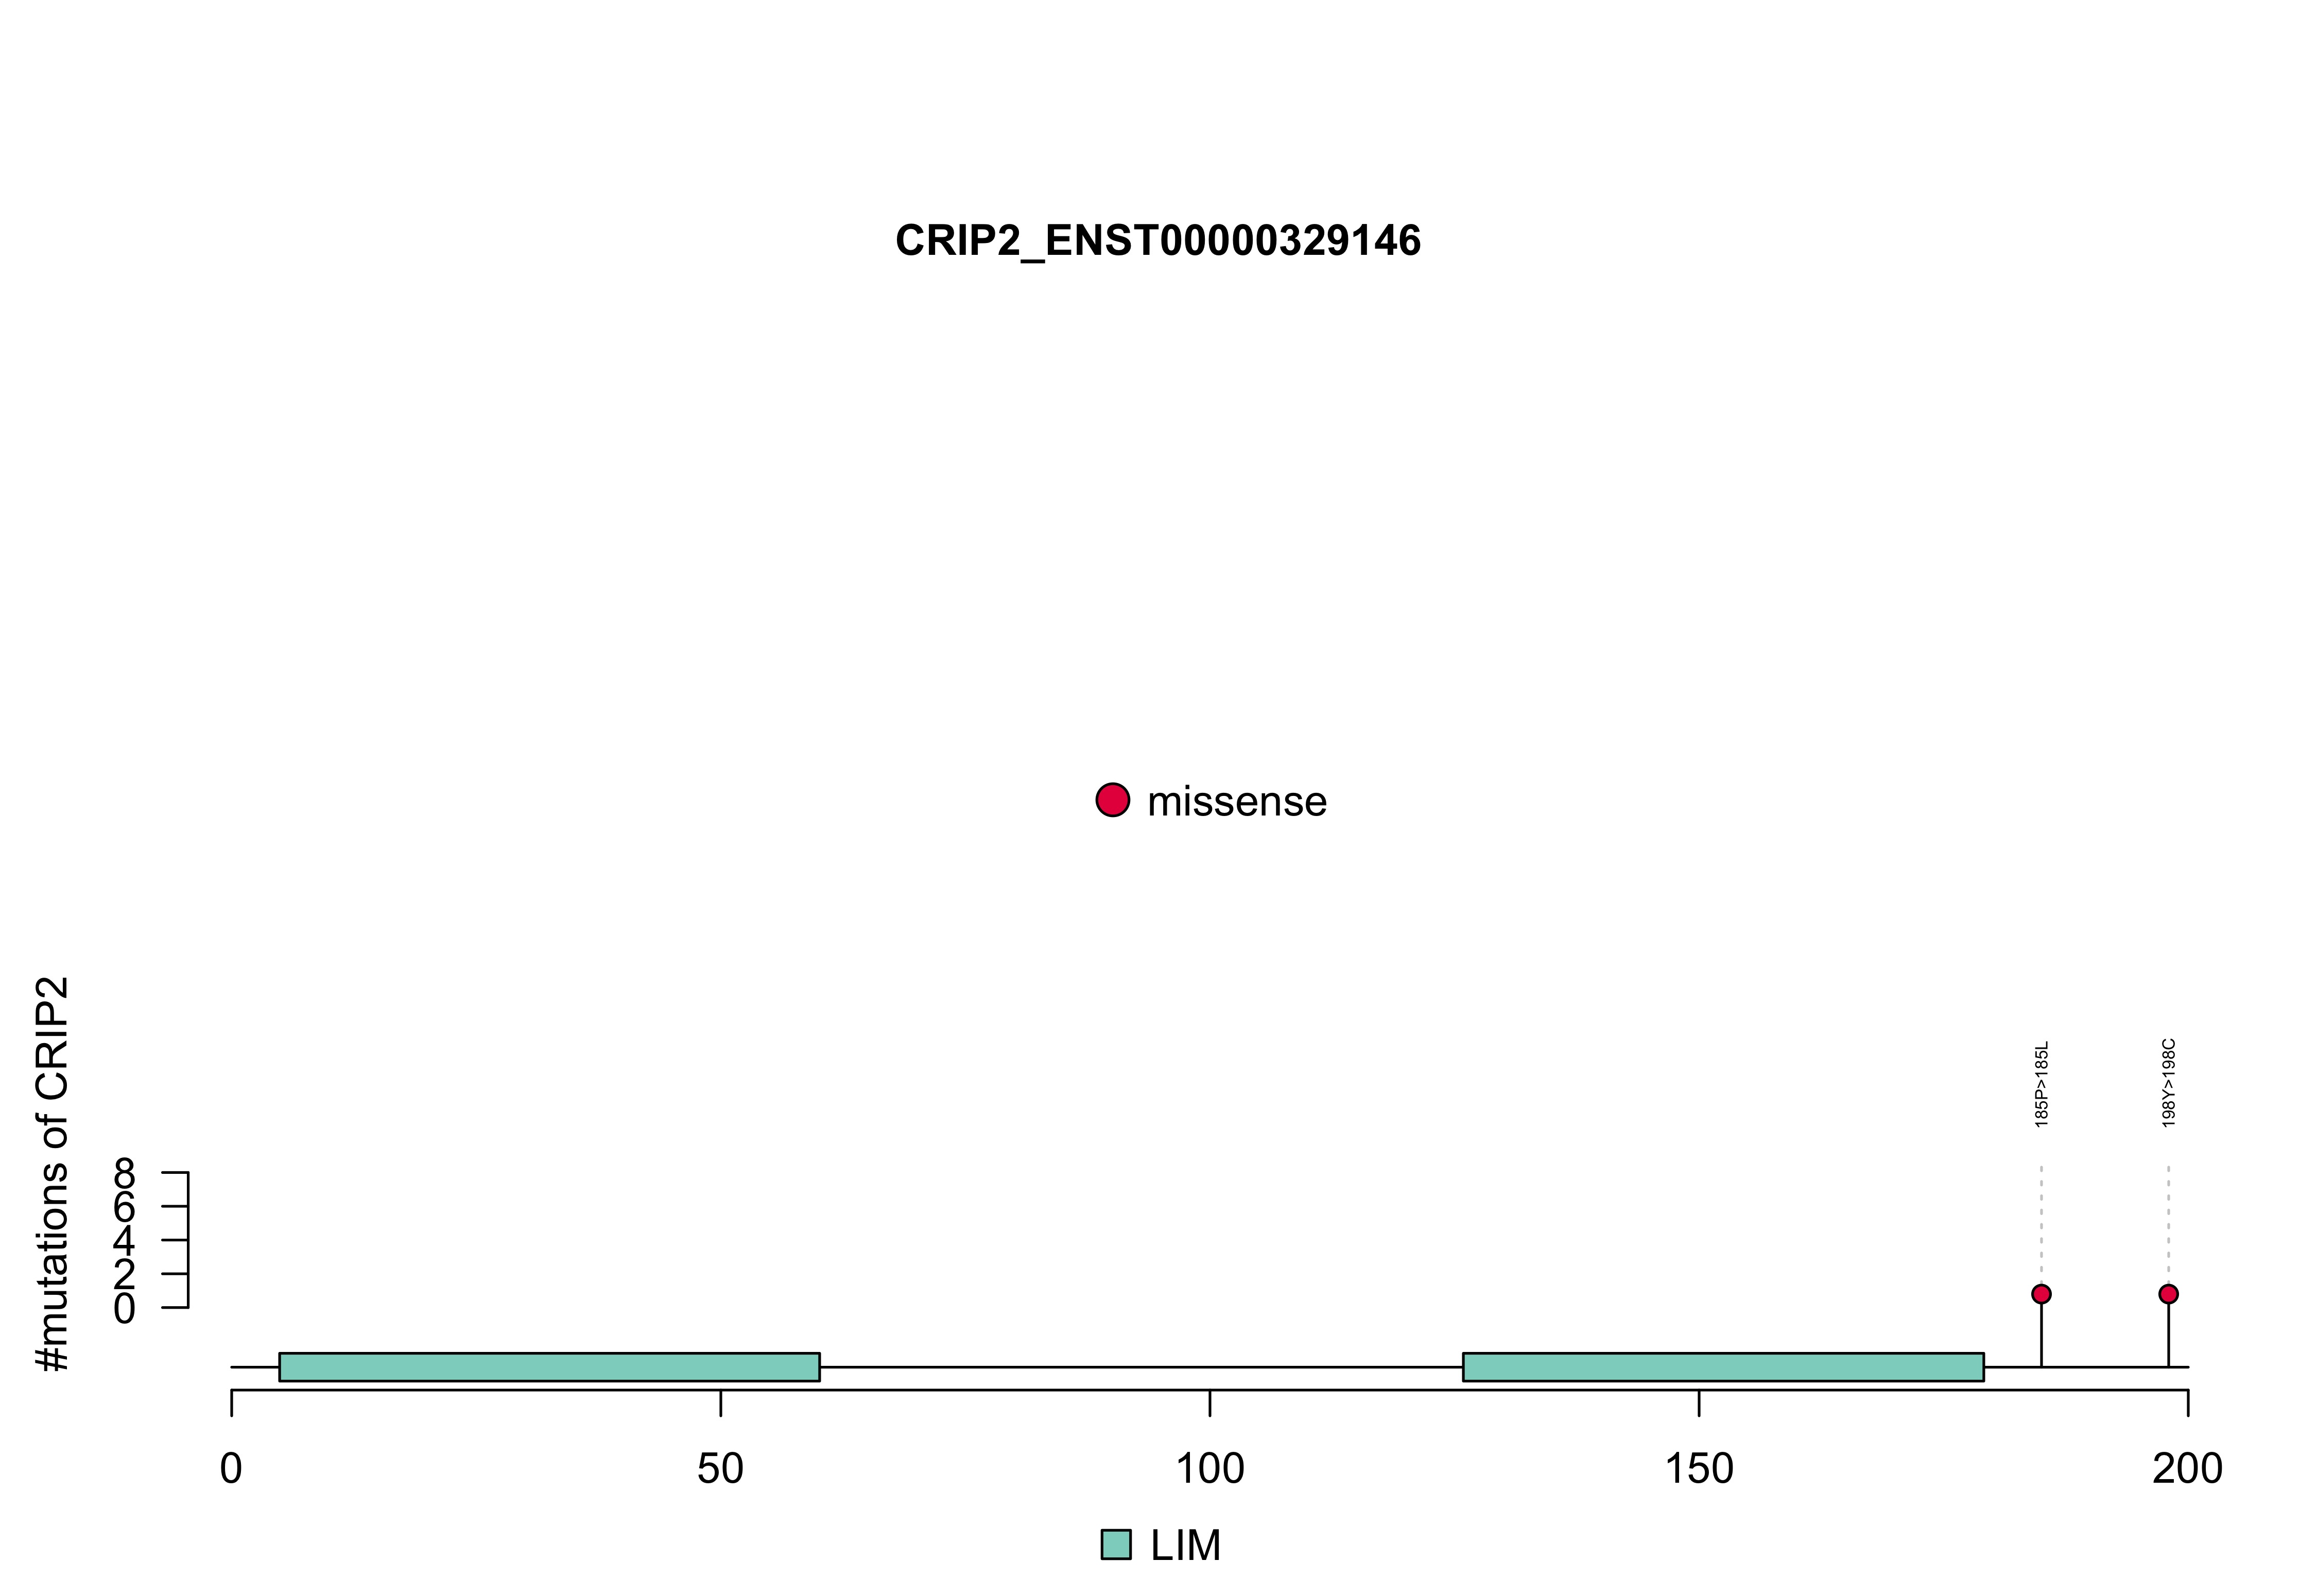 CRIP2_ENST00000329146
missense
#mutations of CRIP2
185P>185L
198Y>198C
8
6
4
2
0
0 50 100 150 200
LIM